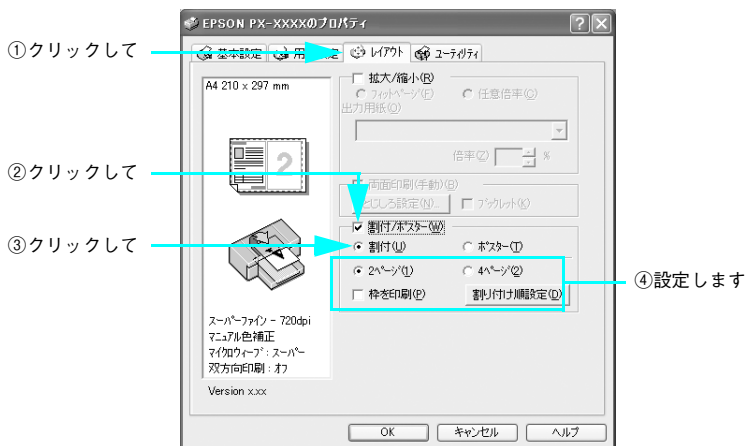 EPSON PX-XXXXのプロパティ
①クリックして
基本設定
レイアウト
ユーティリティ
A4 210 x 297 mm
拡大/縮小(R)
フィットページ(F)
任意倍率(C)
出力用紙(O)
倍率(Z)
%
②クリックして
両面印刷(手動)(B)
とじしろ設定(N)...
ブックレット(K)
割付/ポスター(W)
③クリックして
割付(U)
ポスター(T)
2ページ(1)
4ページ(2)
④設定します
枠を印刷(P)
割り付け順設定(D)
スーパーファイン - 720dpi
マニュアル色補正
マイクロウィーブ : スーパー
双方向印刷 : オフ
Version x.xx
OK
キャンセル
ヘルプ